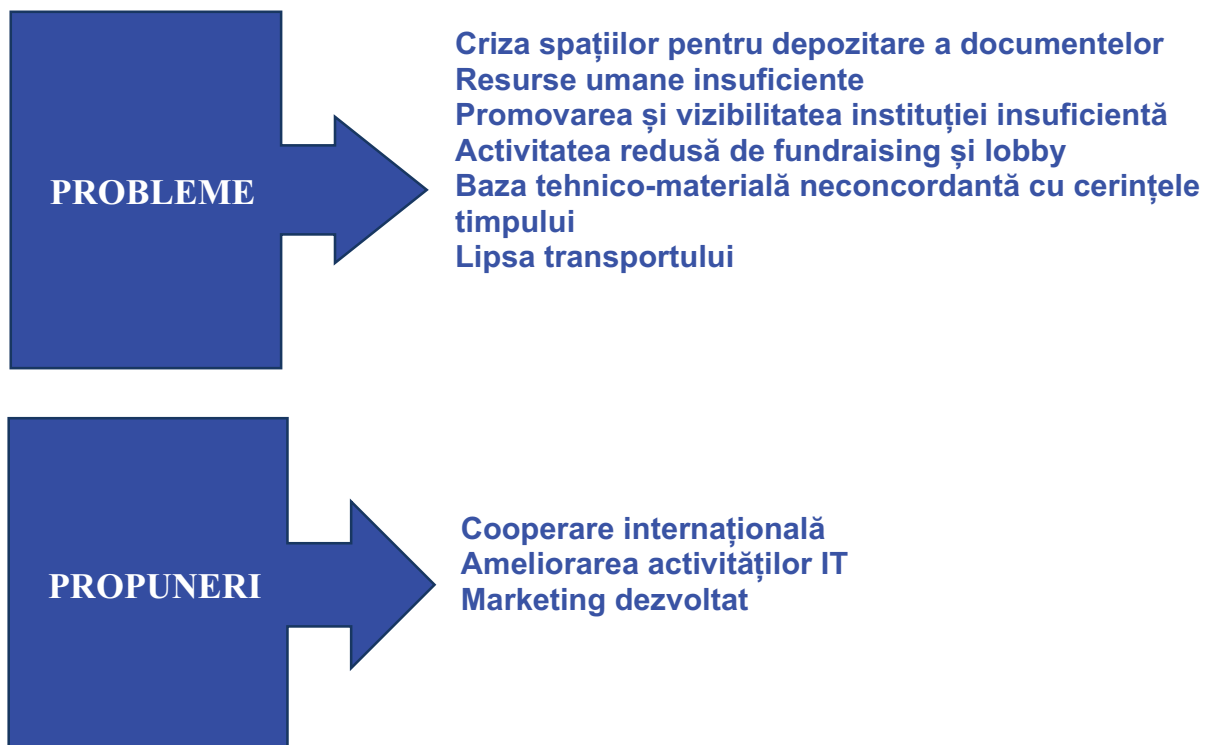 PROBLEME
Criza spațiilor pentru depozitare a documentelor
Resurse umane insuficiente
Promovarea și vizibilitatea instituției insuficientă
Activitatea redusă de fundraising și lobby
Baza tehnico-materială neconcordantă cu cerințele
timpului
Lipsa transportului
PROPUNERI
Cooperare internațională
Ameliorarea activităților IT
Marketing dezvoltat